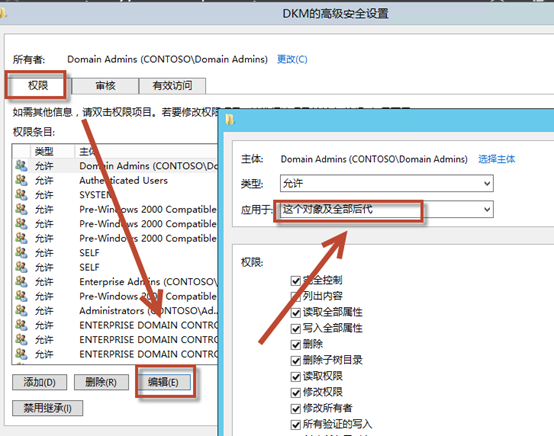 DKM的高级安全设置
所有者: Domain Admins (CONTOSO\Domain Admins) 更改(C)
权限 审核 有效访问
如需其他信息，请双击权限项目。若要修改权限
权限条目:
类型 主体
允许 Domain Admins (CONTOSO\Do...
允许 Authenticated Users
允许 SYSTEM
允许 Pre-Windows 2000 Compatible
允许 Pre-Windows 2000 Compatible
允许 Pre-Windows 2000 Compatible
允许 SELF
允许 SELF
允许 Enterprise Admins (CONTOSO\
允许 Pre-Windows 2000 Compatible
允许 Administrators (CONTOSO\Ad...
允许 ENTERPRISE DOMAIN CONTRO
允许 ENTERPRISE DOMAIN CONTRO
允许 ENTERPRISE DOMAIN CONTRO
添加(D) 删除(R) 编辑(E)
禁用继承(I)
主体: Domain Admins (CONTOSO\Domain Admins) 选择主体
类型: 允许
应用于: 这个对象及全部后代
权限:
完全控制
列出内容
读取全部属性
写入全部属性
删除
删除子树目录
读取权限
修改权限
修改所有者
所有验证的写入